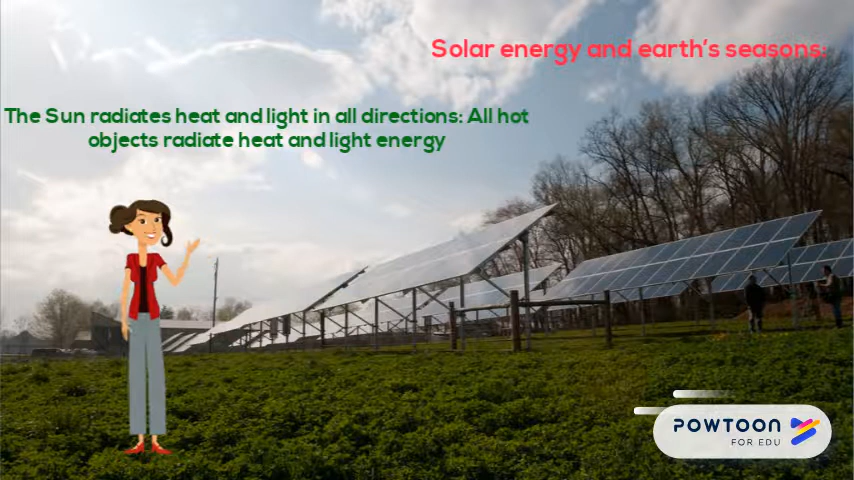 Solar energy and earth's seasons:
The Sun radiates heat and light in all directions: All hot
objects radiate heat and light energy
POWTOON
FOR EDU